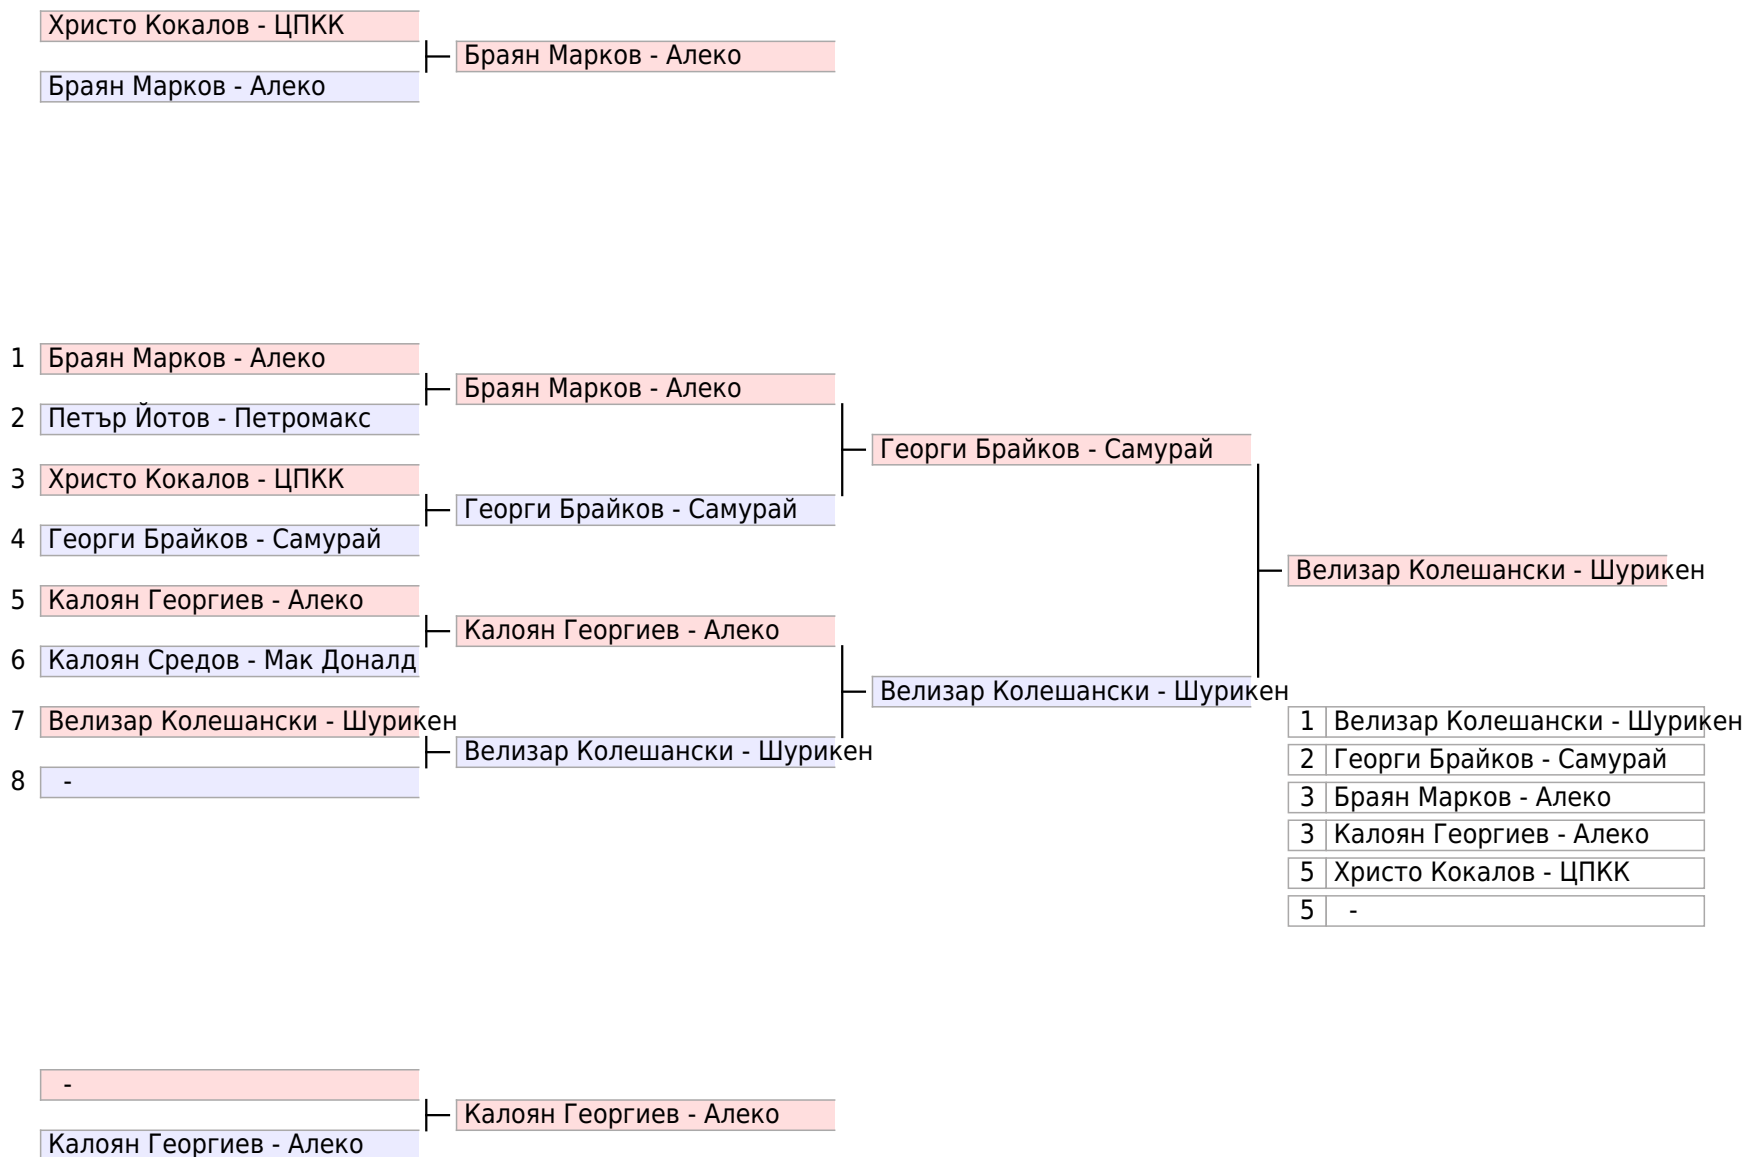 Христо Кокалов - ЦПКК
Браян Марков - Алеко
Браян Марков - Алеко
1 Браян Марков - Алеко
Браян Марков - Алеко
2 Петър Йотов - Петромакс
Георги Брайков - Самурай
3 Христо Кокалов - ЦПКК
Георги Брайков - Самурай
4 Георги Брайков - Самурай
Велизар Колешански - Шурикен
5 Калоян Георгиев - Алеко
Калоян Георгиев - Алеко
6 Калоян Средов - Мак Доналд
Велизар Колешански - Шурикен
7 Велизар Колешански - Шурикен
Велизар Колешански - Шурикен
8 -
1 Велизар Колешански - Шурикен
2 Георги Брайков - Самурай
3 Браян Марков - Алеко
3 Калоян Георгиев - Алеко
5 Христо Кокалов - ЦПКК
5 -
-
Калоян Георгиев - Алеко
Калоян Георгиев - Алеко